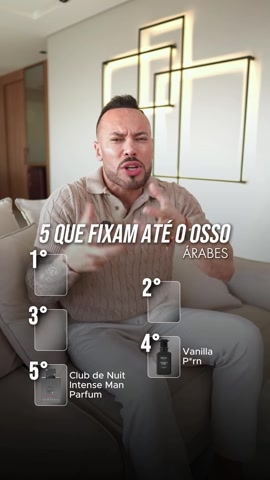 5 QUE FIXAM ATÉ O OSSO
ÁRABES
1°
2°
3°
4°
Vanilla
P*rn
5°
Club de Nuit
Intense Man
Parfum